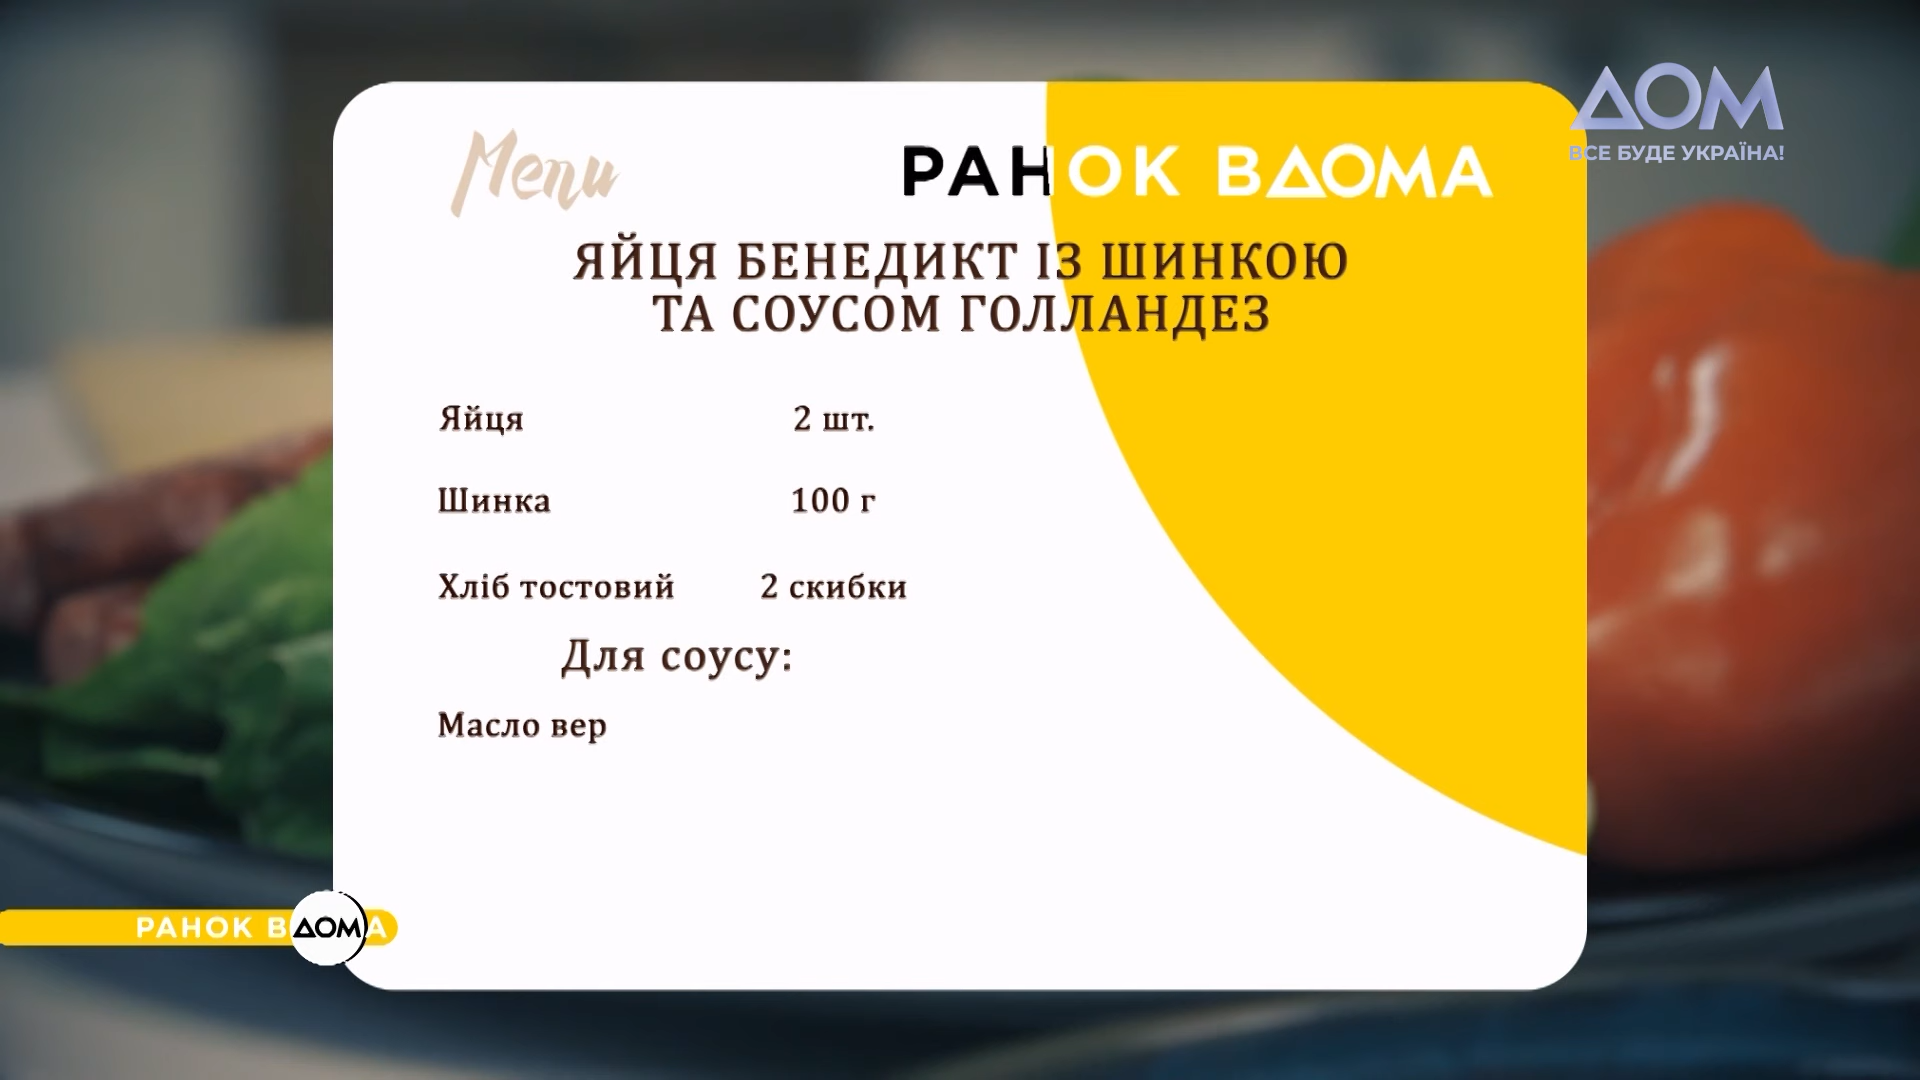 ДОМ
ВСЕ БУДЕ УКРАЇНА!
Menu
РАНОК ВДОМА
ЯЙЦЯ БЕНЕДИКТ ІЗ ШИНКОЮ
ТА СОУСОМ ГОЛЛАНДЕЗ
Яйця 2 шт.
Шинка 100 г
Хліб тостовий 2 скибки
Для соусу:
Масло вер
РАНОК ВДОМА